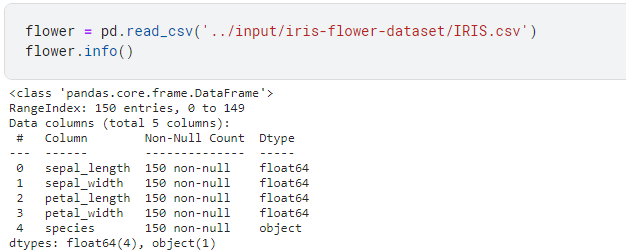 flower = pd.read_csv('../input/iris-flower-dataset/IRIS.csv')
flower.info()
<class 'pandas.core.frame.DataFrame'>
RangeIndex: 150 entries, 0 to 149
Data columns (total 5 columns):
 #   Column        Non-Null Count  Dtype
---  ------        --------------  -----
 0   sepal_length  150 non-null    float64
 1   sepal_width   150 non-null    float64
 2   petal_length  150 non-null    float64
 3   petal_width   150 non-null    float64
 4   species       150 non-null    object
dtypes: float64(4), object(1)